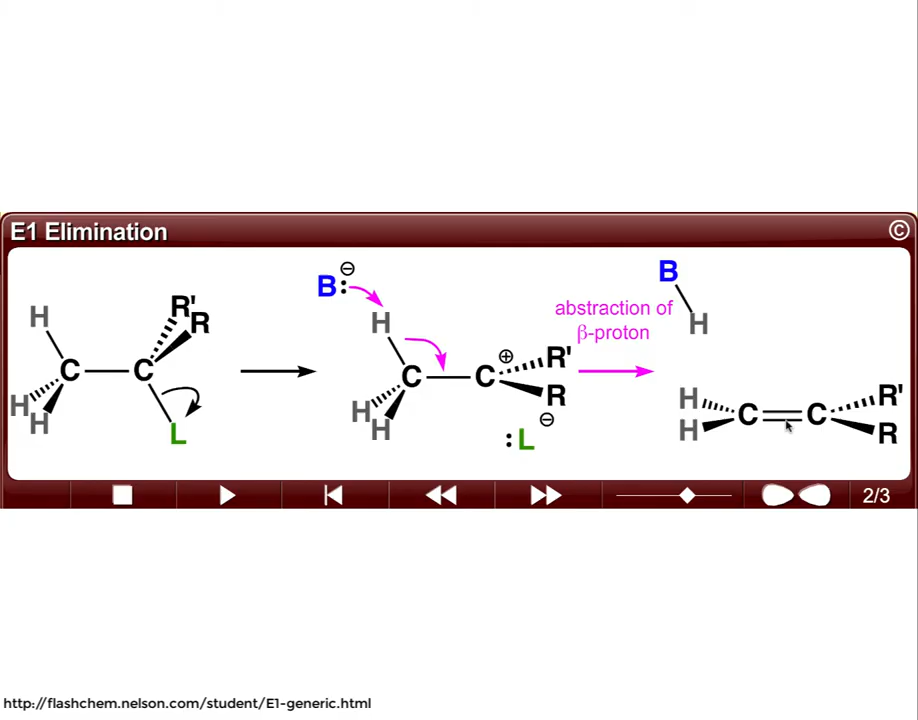 E1 Elimination ©
H
H
H
C
C
R'
R
L
B: ⊖
H
H
H
C
C ⊕
R'
R
:L ⊖
abstraction of
β-proton
B
H
H
H
C
C
R'
R
2/3
http://flashchem.nelson.com/student/E1-generic.html